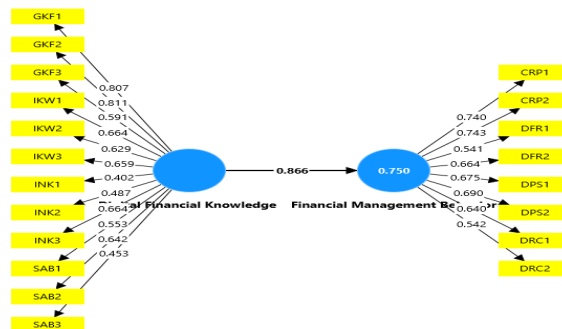 GKF1
GKF2
GKF3
IKW1
IKW2
IKW3
INK1
INK2
INK3
SAB1
SAB2
SAB3
0.807
0.811
0.591
0.664
0.629
0.659
0.402
0.487
0.664
0.553
0.642
0.453
Financial Knowledge
0.866
0.750
Financial Management
0.740
0.743
0.541
0.664
0.675
0.690
0.640
0.542
CRP1
CRP2
DFR1
DFR2
DPS1
DPS2
DRC1
DRC2